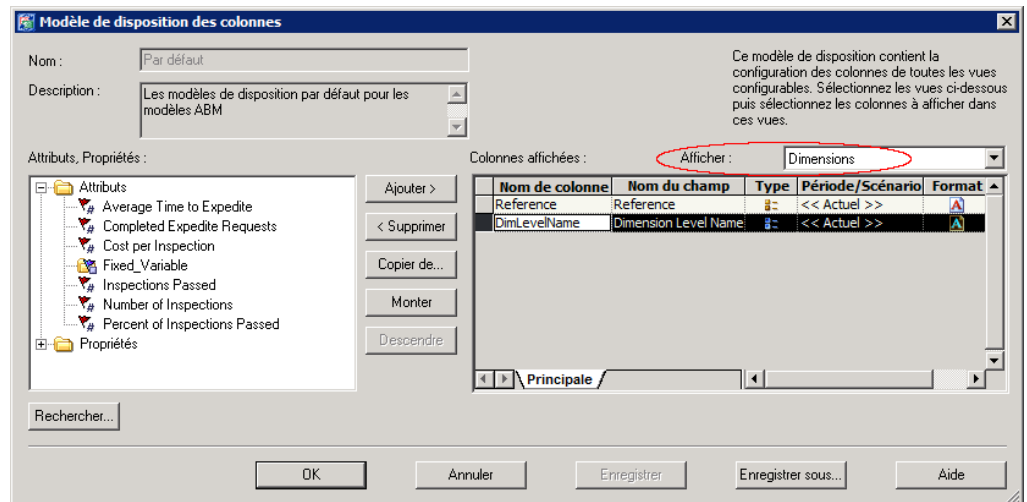 Modèle de disposition des colonnes
Nom :
Par défaut
Ce modèle de disposition contient la
configuration des colonnes de toutes les vues
configurables. Sélectionnez les vues ci-dessous
puis sélectionnez les colonnes à afficher dans
ces vues.
Description :
Les modèles de disposition par défaut pour les
modèles ABM
Attributs, Propriétés :
Colonnes affichées :
Afficher :
Dimensions
Attributs
Average Time to Expedite
Completed Expedite Requests
Cost per Inspection
Fixed_Variable
Inspections Passed
Number of Inspections
Percent of Inspections Passed
Propriétés
Ajouter >
< Supprimer
Copier de...
Monter
Descendre
Nom de colonne Nom du champ Type Période/Scénario Format
Reference Reference << Actuel >> A
DimLevelName Dimension Level Name << Actuel >> A
Principale
Rechercher...
OK Annuler Enregistrer Enregistrer sous... Aide